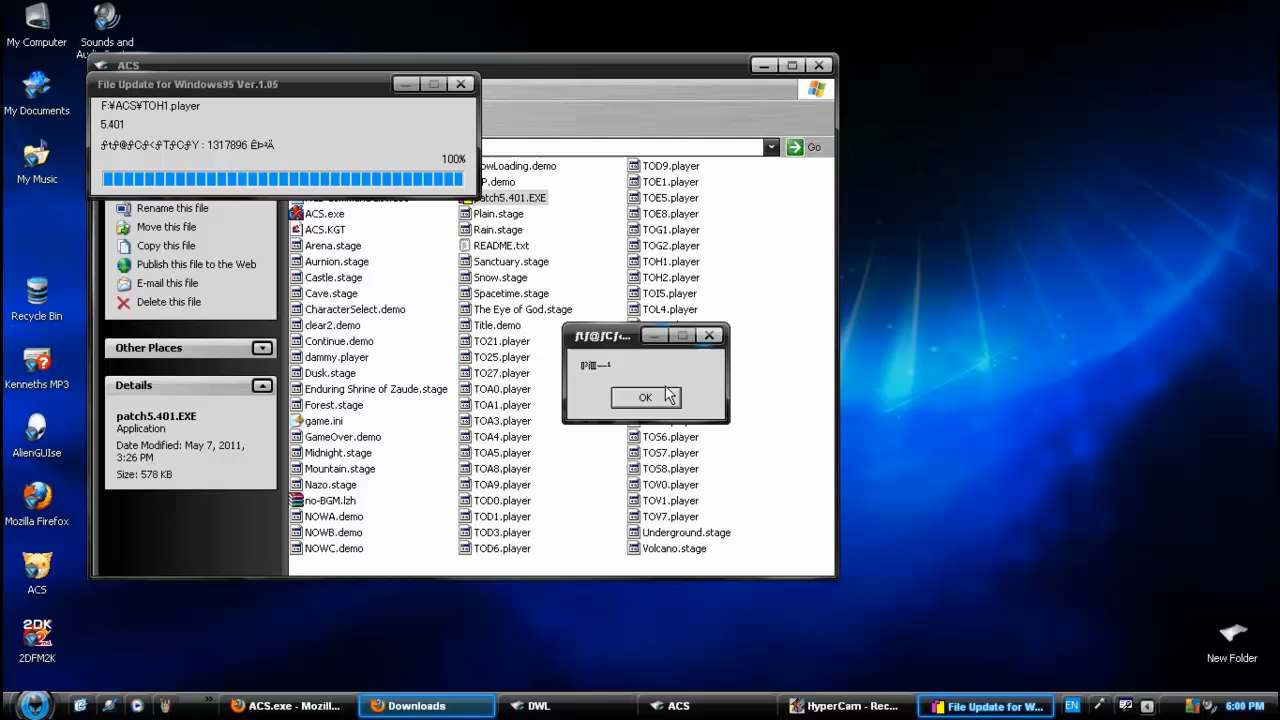 My Computer
Sounds and
My Documents
My Music
Recycle Bin
Kenneths MP3
AlienGUIse
Mozilla Firefox
ACS
2DK
2DFM2K
New Folder
ACS
File Update for Windows95 Ver.1.05
F:¥ACS¥TOH1.player
5.401
100%
Go
Rename this file
Move this file
Copy this file
Publish this file to the Web
E-mail this file
Delete this file
Other Places
Details
patch5.401.EXE
Application
Date Modified: May 7, 2011,
3:26 PM
Size: 578 KB
ACS.exe
ACS.KGT
Arena.stage
Aurnion.stage
Castle.stage
Cave.stage
CharacterSelect.demo
clear2.demo
Continue.demo
dammy.player
Dusk.stage
Enduring Shrine of Zaude.stage
Forest.stage
game.ini
GameOver.demo
Midnight.stage
Mountain.stage
Nazo.stage
no-BGM.lzh
NOWA.demo
NOWB.demo
NOWC.demo
owLoading.demo
P.demo
patch5.401.EXE
Plain.stage
Rain.stage
README.txt
Sanctuary.stage
Snow.stage
Spacetime.stage
The Eye of God.stage
Title.demo
TO21.player
TO25.player
TO27.player
TOA0.player
TOA1.player
TOA3.player
TOA4.player
TOA5.player
TOA8.player
TOA9.player
TOD0.player
TOD1.player
TOD3.player
TOD6.player
TOD9.player
TOE1.player
TOE5.player
TOE8.player
TOG1.player
TOG2.player
TOH1.player
TOH2.player
TOI5.player
TOL4.player
OK
TOS6.player
TOS7.player
TOS8.player
TOV0.player
TOV1.player
TOV7.player
Underground.stage
Volcano.stage
ACS.exe - Mozil...
Downloads
DWL
ACS
HyperCam - Rec...
File Update for W...
EN
6:00 PM